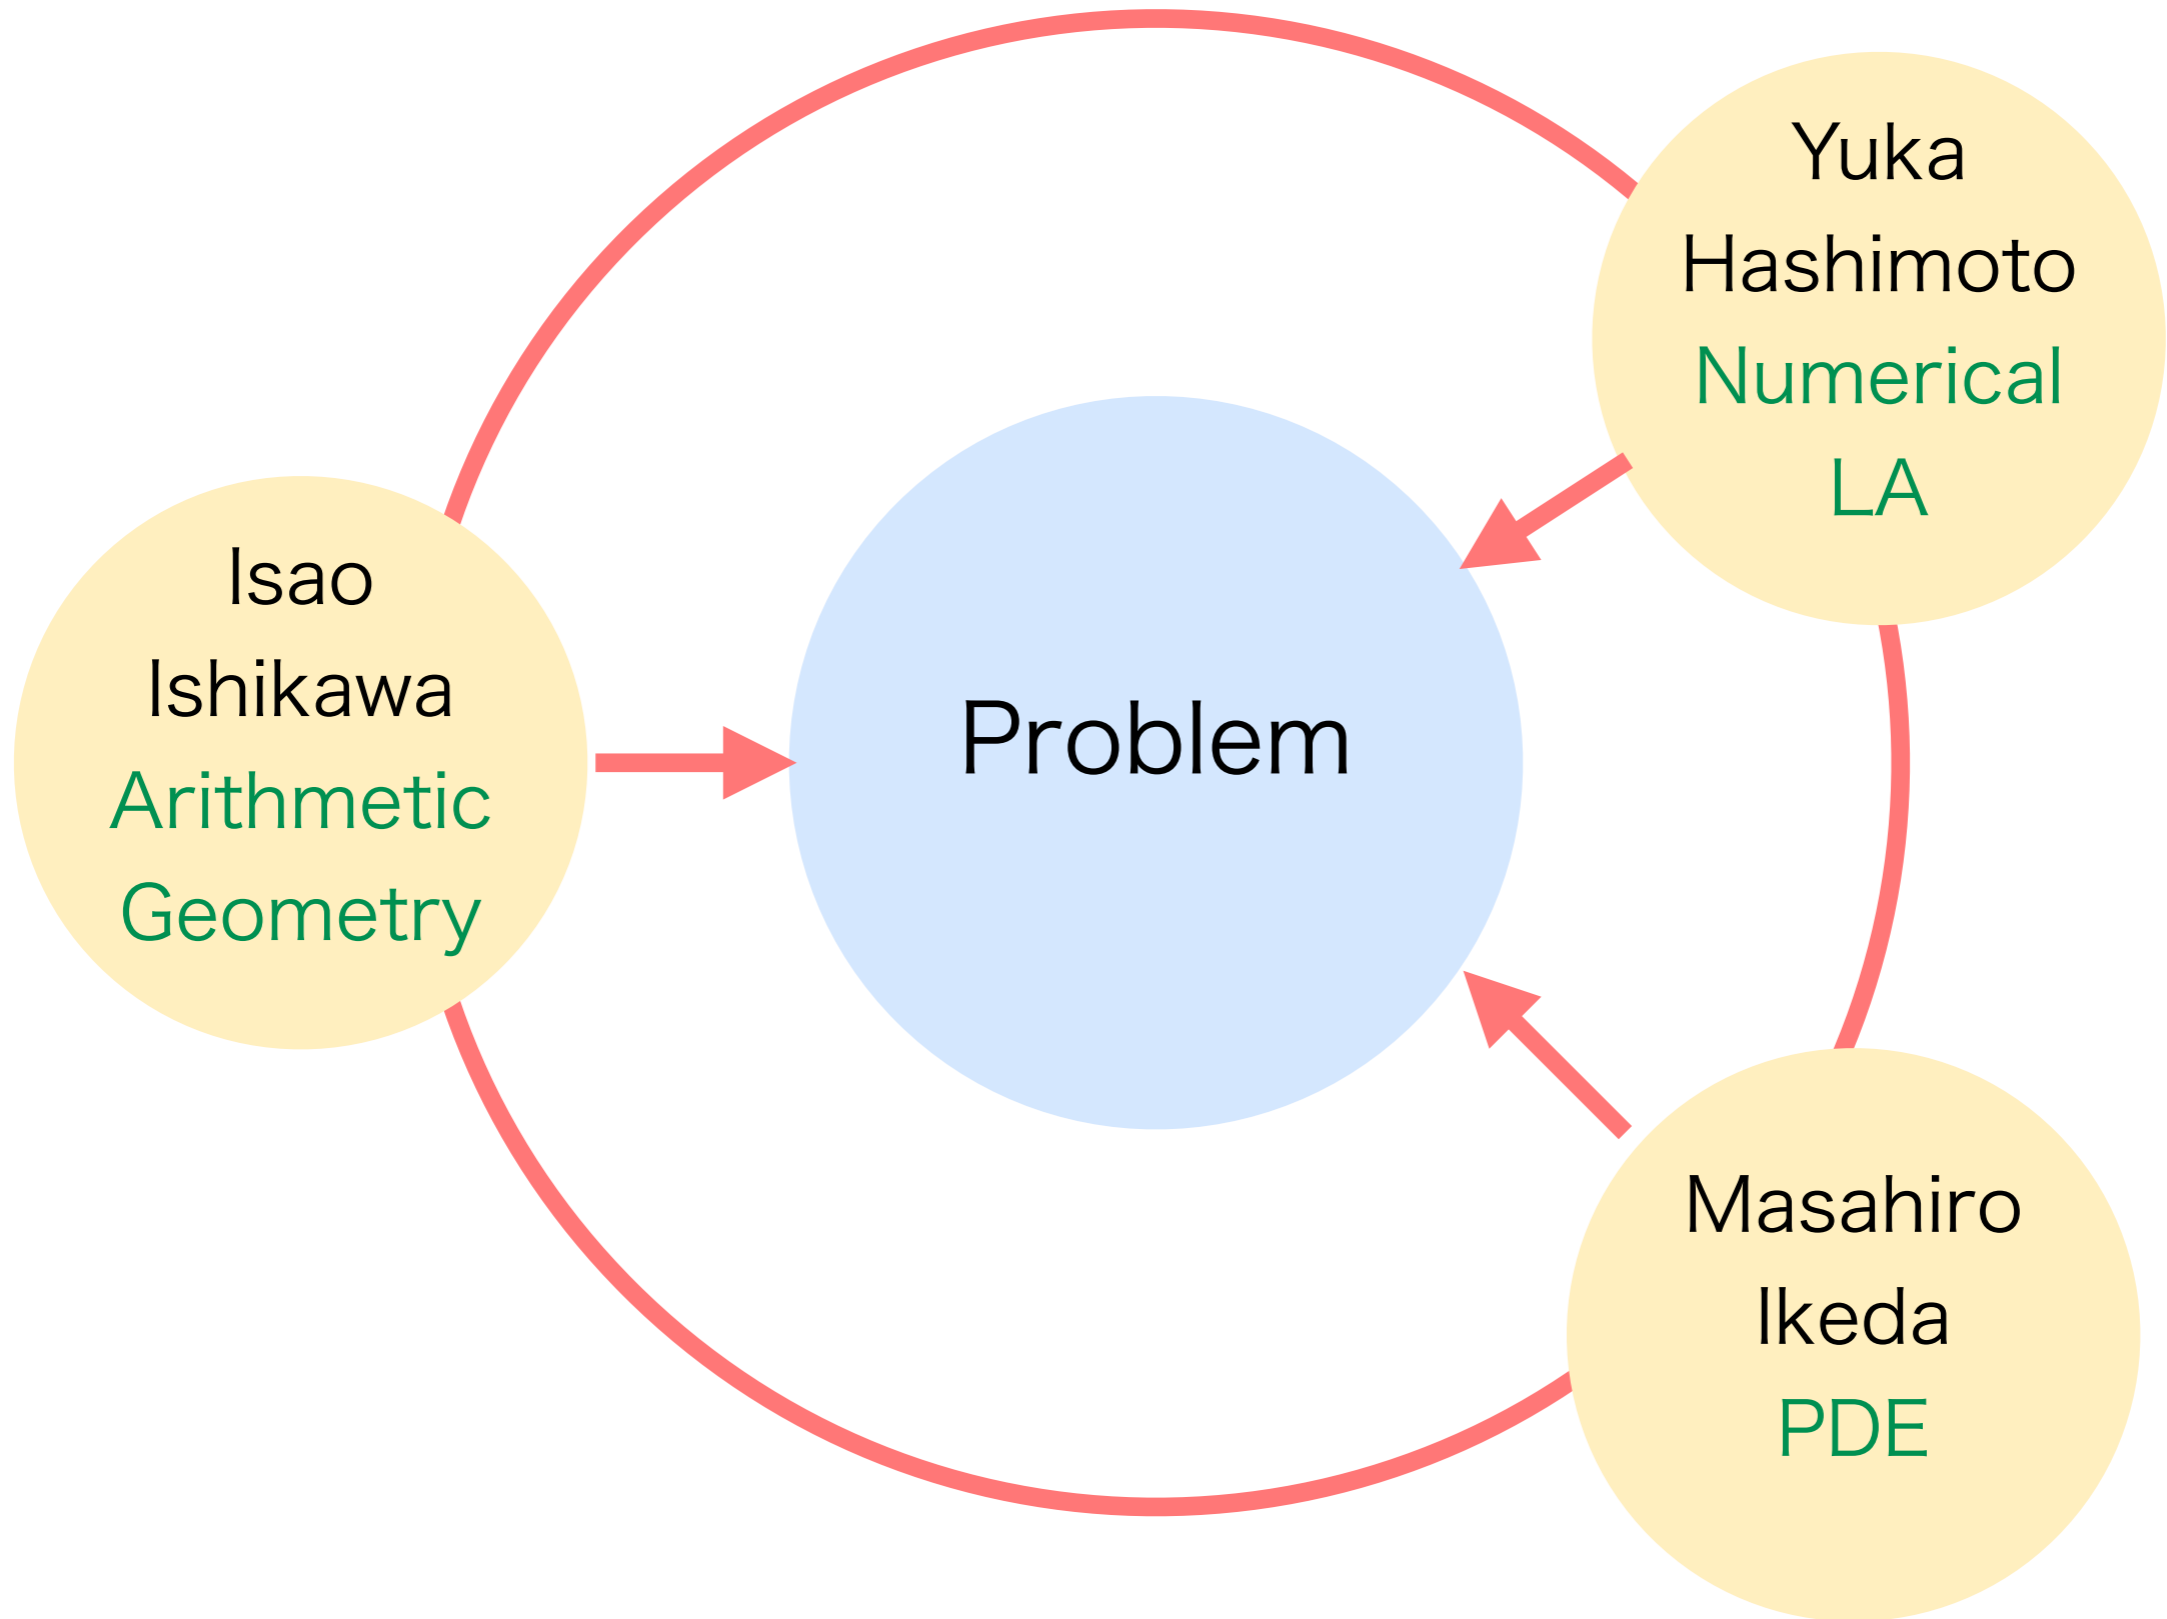 Yuka
Hashimoto
Numerical
LA
Isao
Ishikawa
Arithmetic
Geometry
Problem
Masahiro
Ikeda
PDE